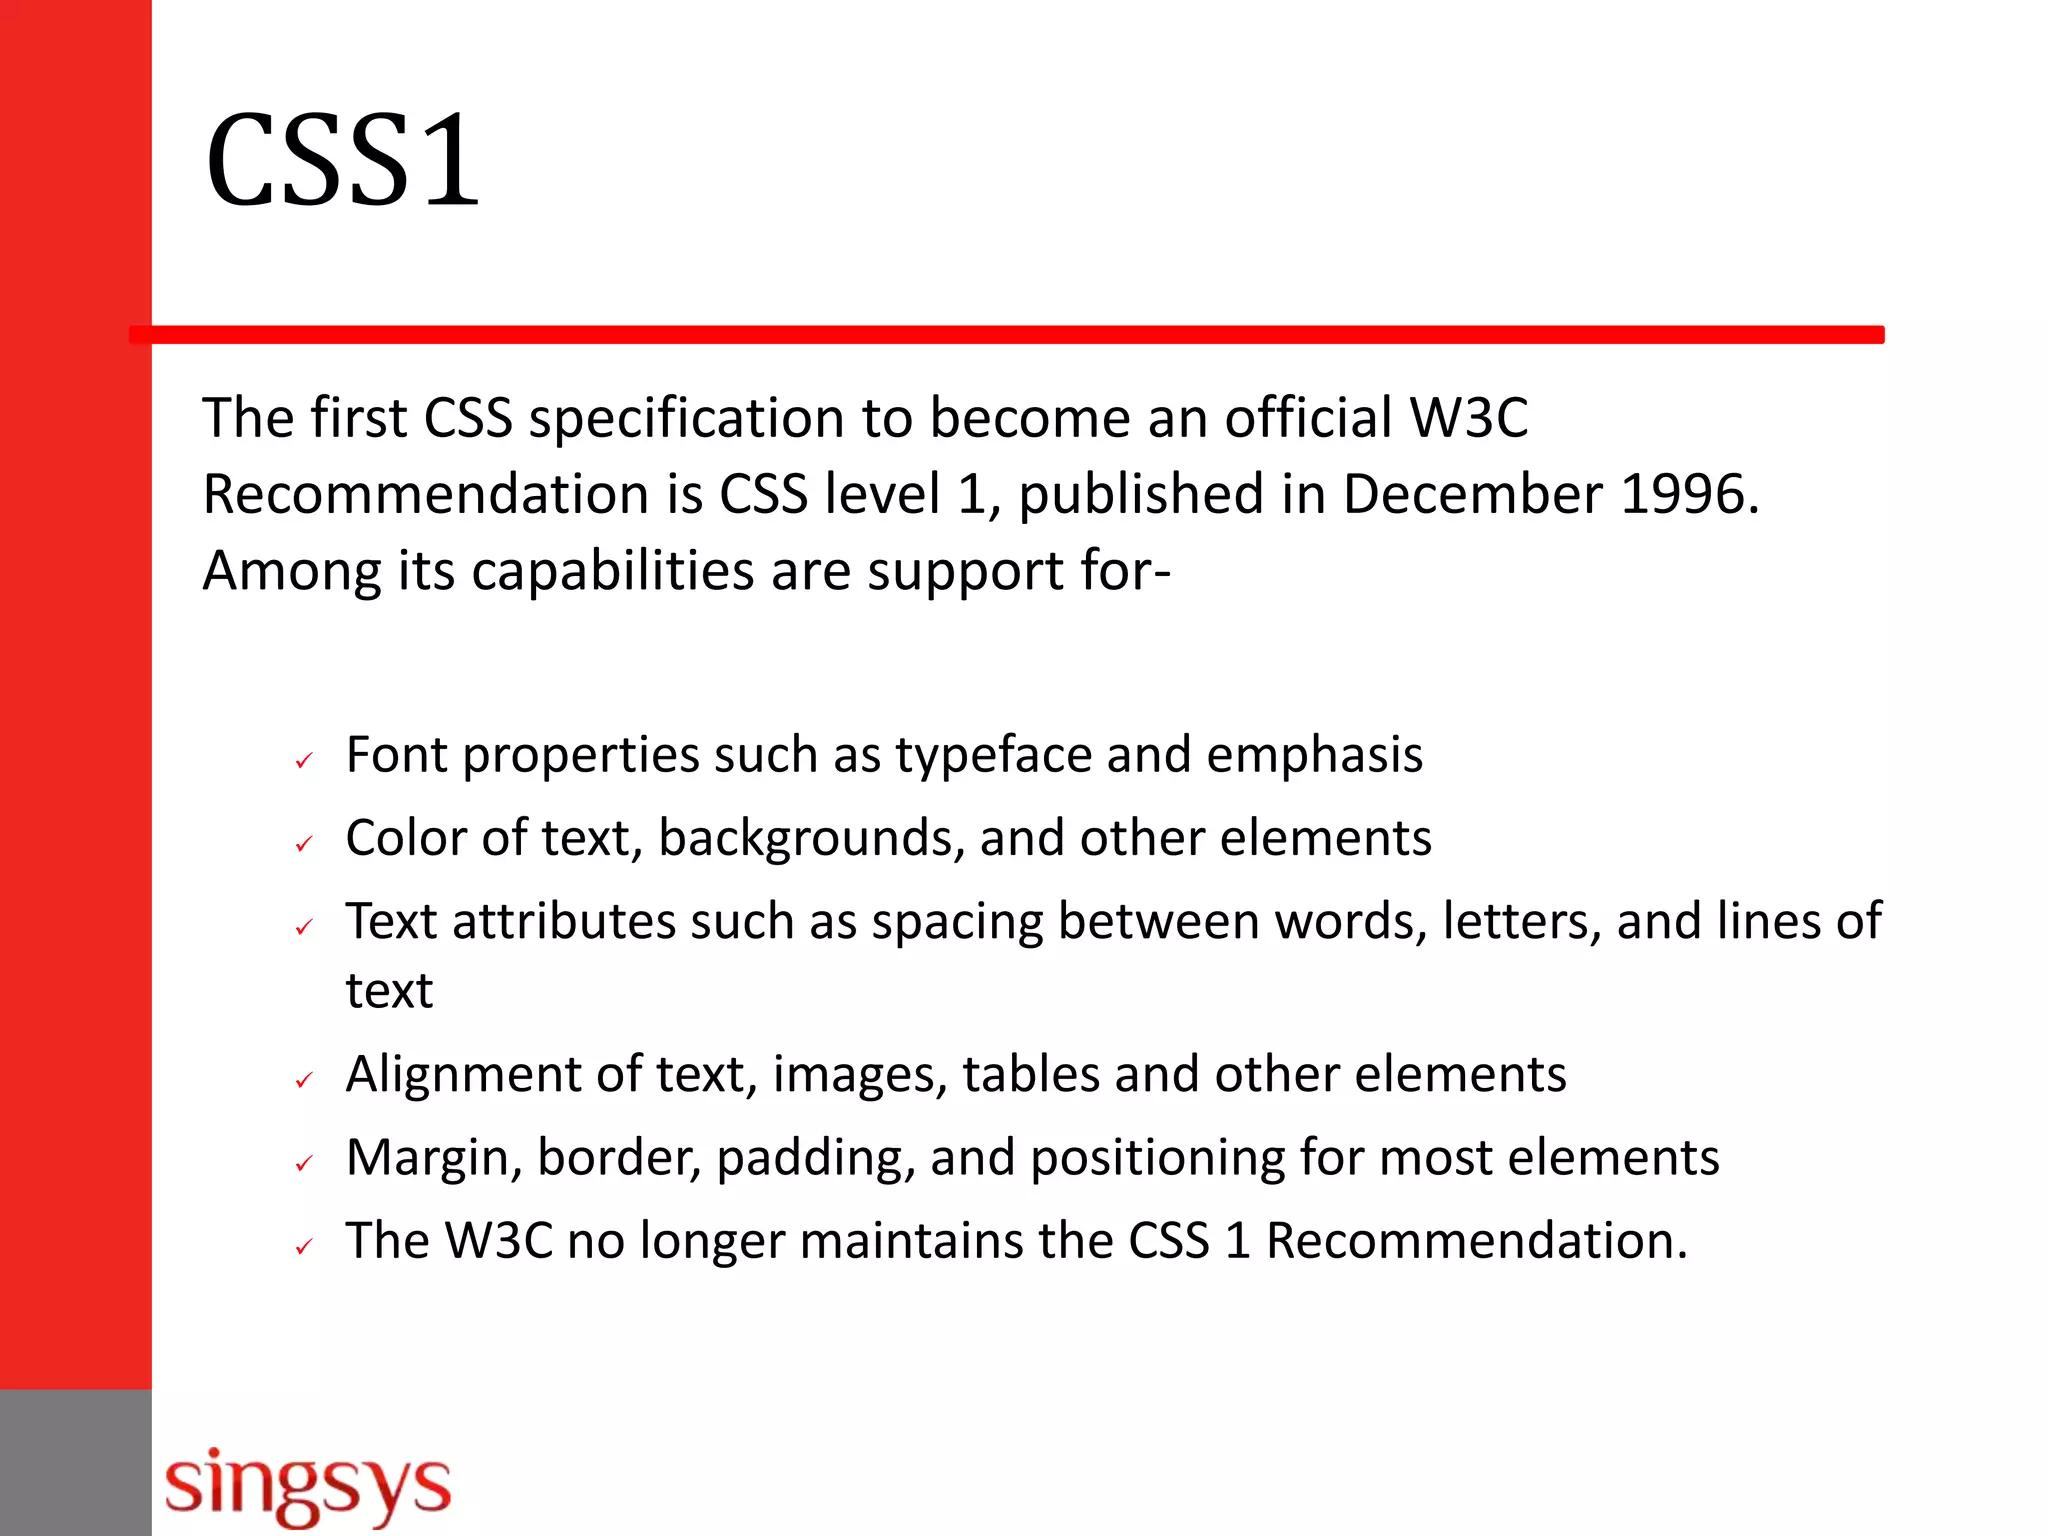 CSS1
The first CSS specification to become an official W3C
Recommendation is CSS level 1, published in December 1996.
Among its capabilities are support for-
✓ Font properties such as typeface and emphasis
✓ Color of text, backgrounds, and other elements
✓ Text attributes such as spacing between words, letters, and lines of
text
✓ Alignment of text, images, tables and other elements
✓ Margin, border, padding, and positioning for most elements
✓ The W3C no longer maintains the CSS 1 Recommendation.
singsys